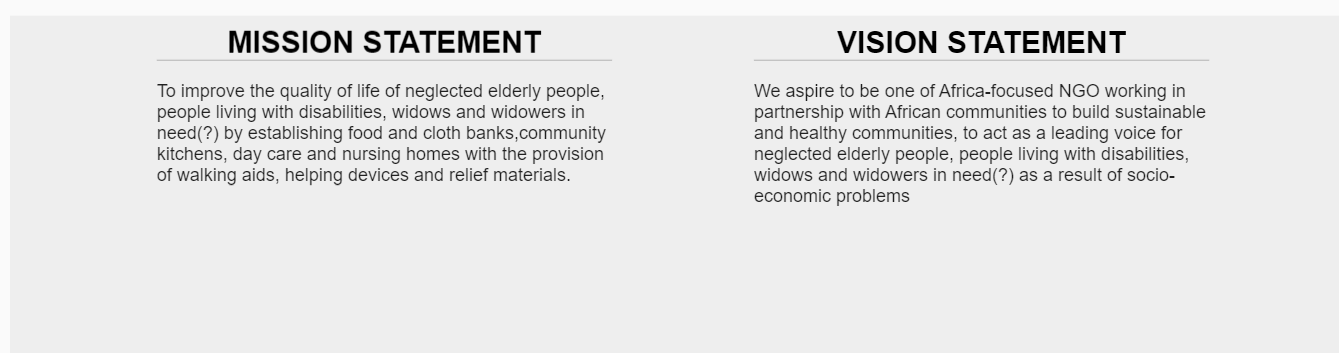 MISSION STATEMENT
To improve the quality of life of neglected elderly people,
people living with disabilities, widows and widowers in
need(?) by establishing food and cloth banks,community
kitchens, day care and nursing homes with the provision
of walking aids, helping devices and relief materials.
VISION STATEMENT
We aspire to be one of Africa-focused NGO working in
partnership with African communities to build sustainable
and healthy communities, to act as a leading voice for
neglected elderly people, people living with disabilities,
widows and widowers in need(?) as a result of socio-
economic problems